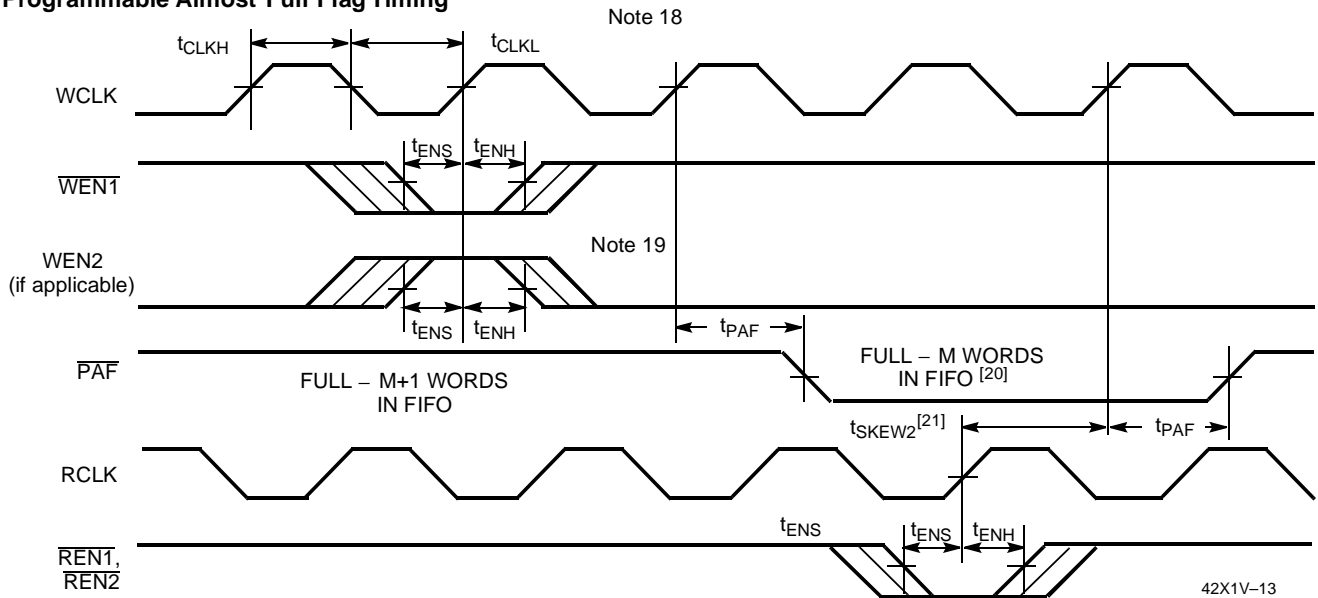 Programmable Almost Full Flag Timing
Note 18
tCLKH
tCLKL
WCLK
tENS
tENH
WEN1
Note 19
WEN2
(if applicable)
tENS
tENH
tPAF
PAF
FULL – M+1 WORDS
IN FIFO
FULL – M WORDS
IN FIFO [20]
tSKEW2[21]
tPAF
RCLK
tENS
tENS
tENH
REN1,
REN2
42X1V–13